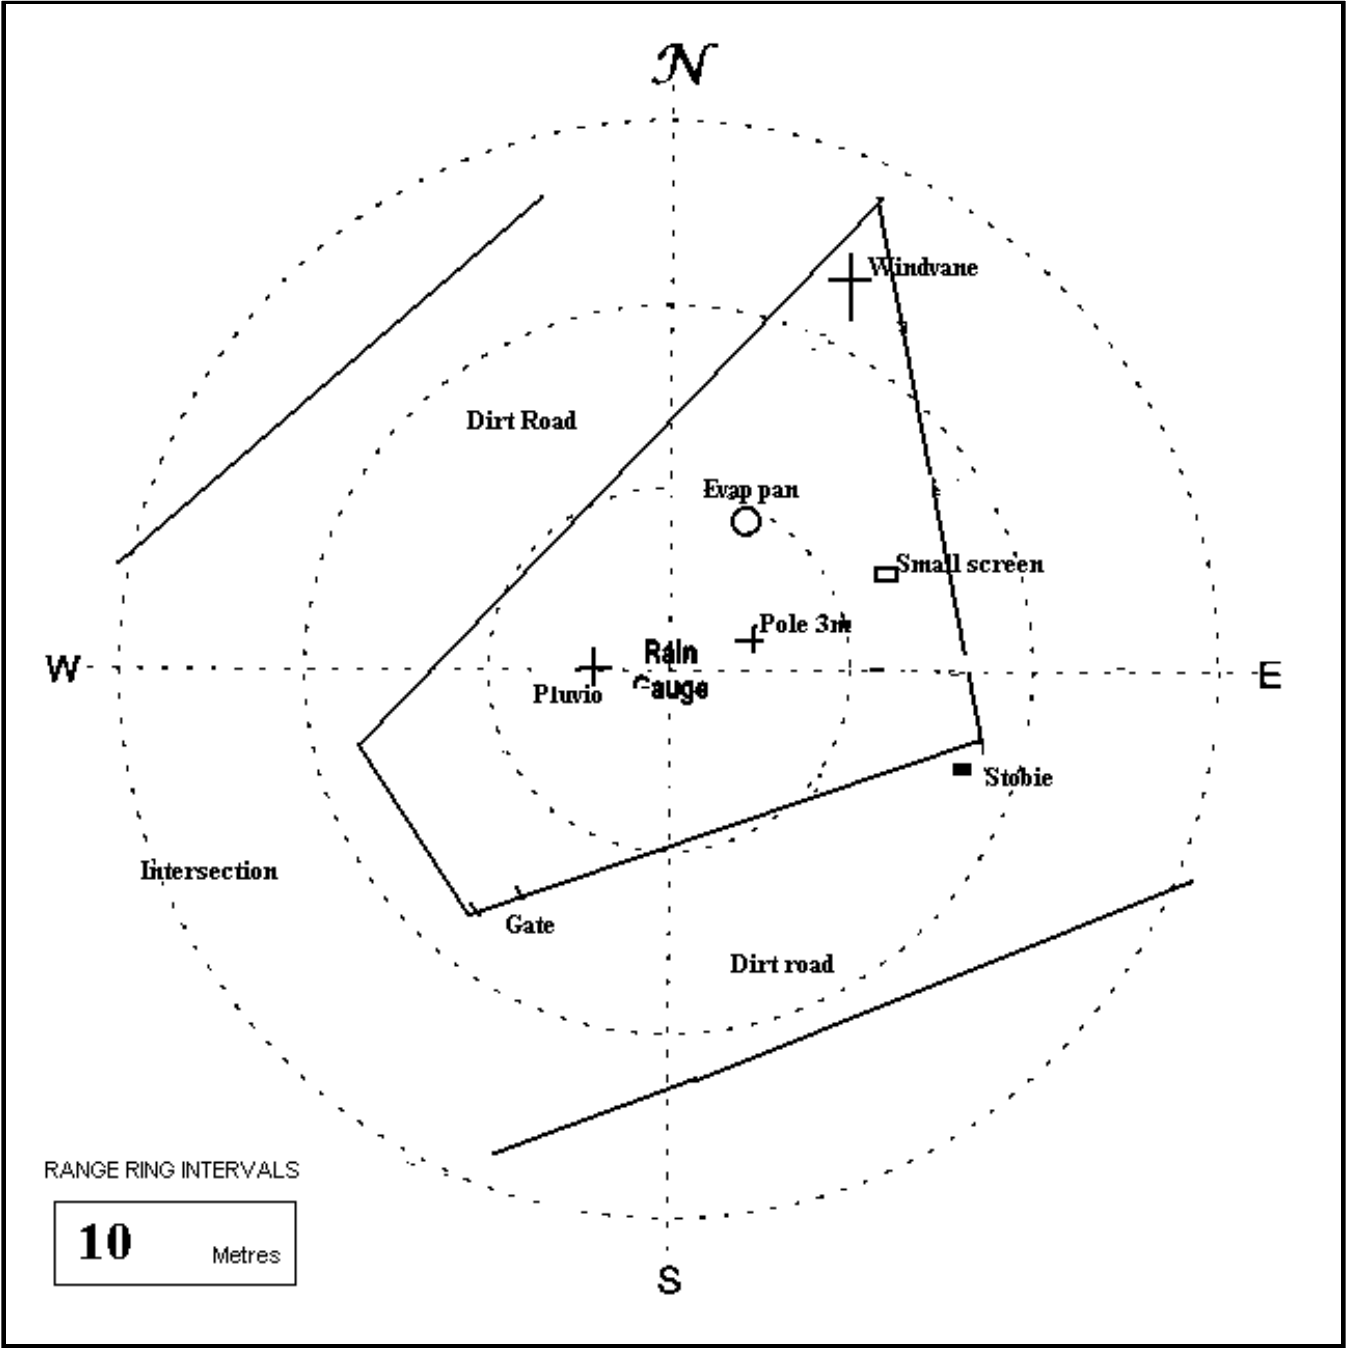 N
Windvane
Dirt Road
Evap pan
Small screen
Pole 3m
Rain
Gauge
W
E
Pluvio
Stobie
Intersection
Gate
Dirt road
RANGE RING INTERVALS
10 Metres
S